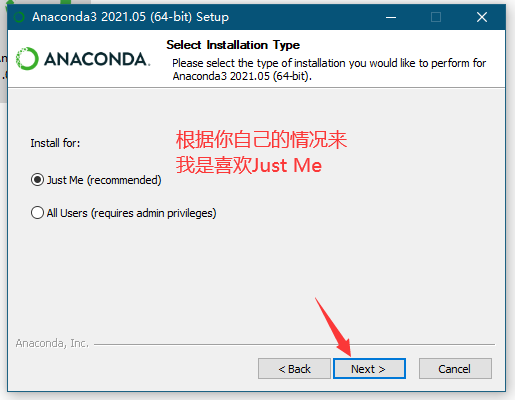 Anaconda3 2021.05 (64-bit) Setup
ANACONDA.
Select Installation Type
Please select the type of installation you would like to perform for
Anaconda3 2021.05 (64-bit).
Install for:
根据你自己的情况来
我是喜欢Just Me
Just Me (recommended)
All Users (requires admin privileges)
Anaconda, Inc.
< Back
Next >
Cancel